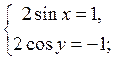 2 sin x = 1,
2 cos y = −1;